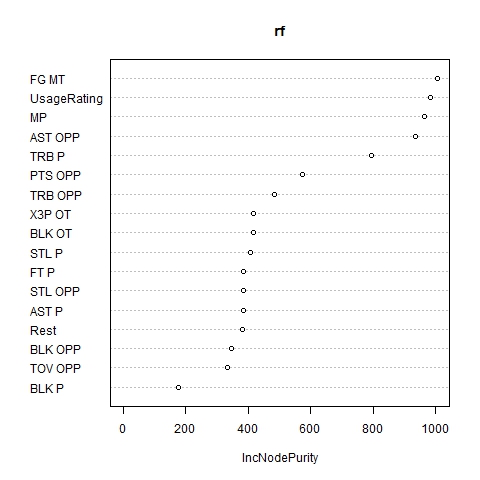 rf
FG MT
UsageRating
MP
AST OPP
TRB P
PTS OPP
TRB OPP
X3P OT
BLK OT
STL P
FT P
STL OPP
AST P
Rest
BLK OPP
TOV OPP
BLK P
0 200 400 600 800 1000
IncNodePurity